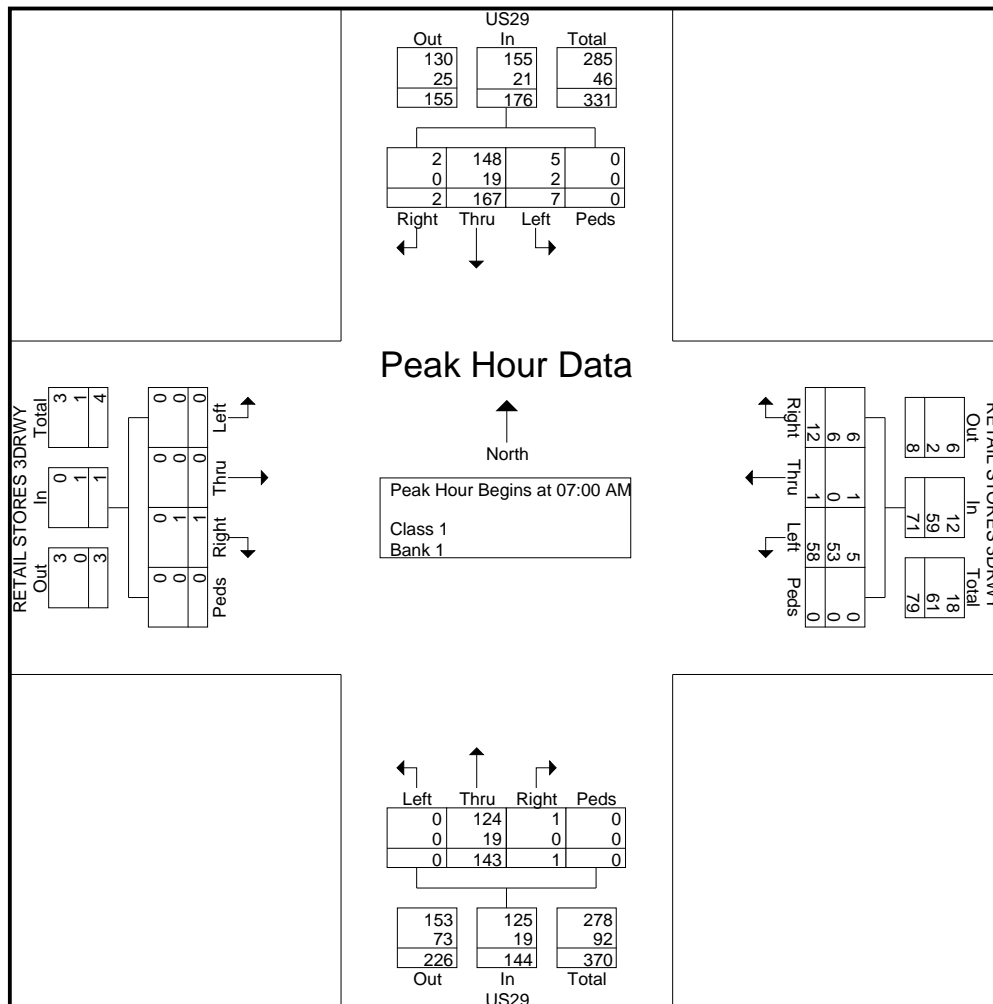 US29
Out In Total
130 155 285
25 21 46
155 176 331
2 148 5 0
0 19 2 0
2 167 7 0
Right Thru Left Peds
Peak Hour Data
North
Peak Hour Begins at 07:00 AM
Class 1
Bank 1
RETAIL STORES 3DRWY
Out In Total
3 0 3
0 1 1
3 1 4
Left Thru Right Peds
0 0 0 0
0 0 1 0
0 0 1 0
RETAIL STORES 3DRWY
Out In Total
6 12 18
2 59 61
8 71 79
6 1 5 0
6 0 53 0
12 1 58 0
Right Thru Left Peds
Left Thru Right Peds
0 124 1 0
0 19 0 0
0 143 1 0
153 125 278
73 19 92
226 144 370
Out In Total
US29